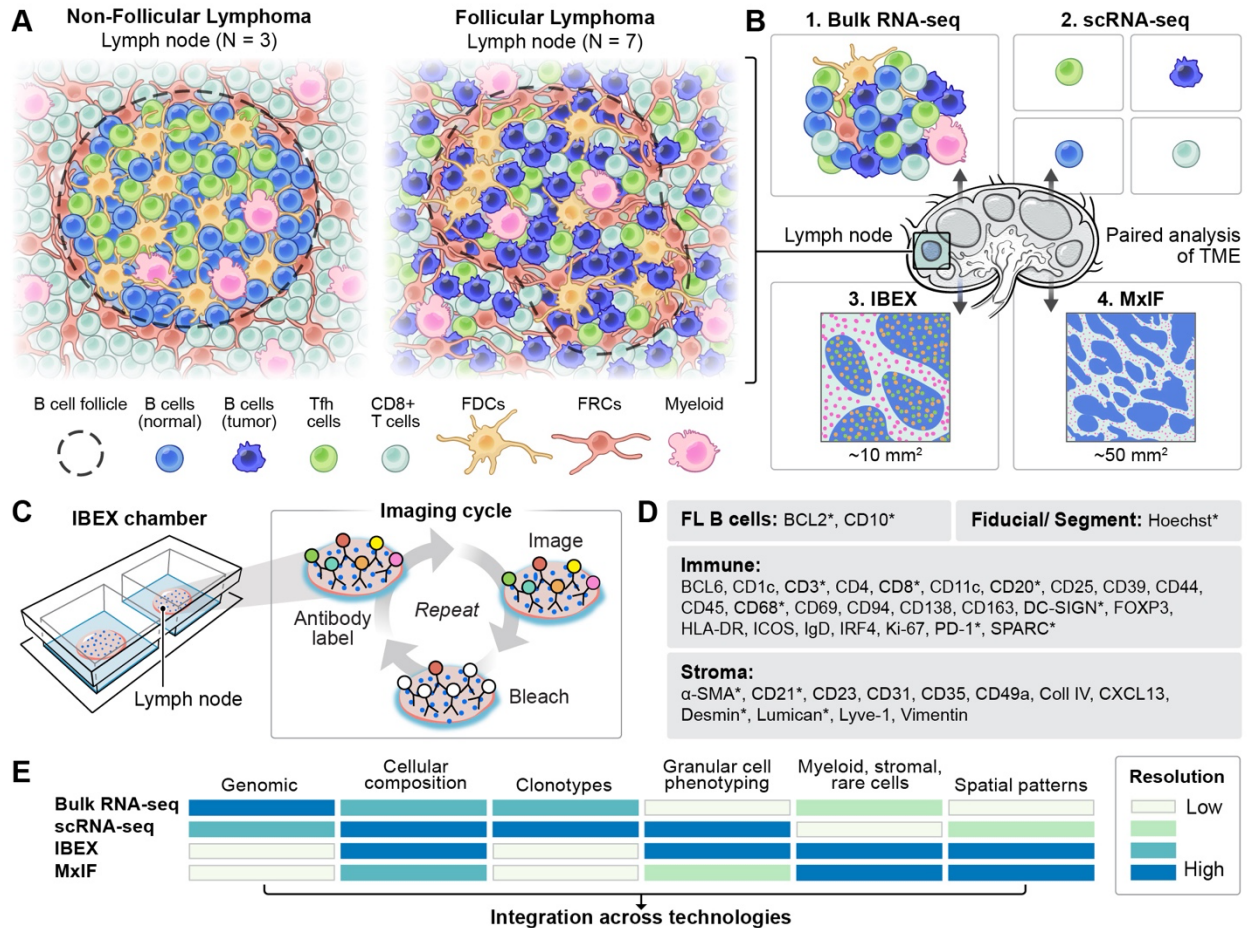 A
Non-Follicular Lymphoma
Lymph node (N = 3)
Follicular Lymphoma
Lymph node (N = 7)
B cell follicle
B cells
(normal)
B cells
(tumor)
Tfh
cells
CD8+
T cells
FDCs
FRCs
Myeloid
B
1. Bulk RNA-seq
2. scRNA-seq
Lymph node
Paired analysis
of TME
3. IBEX
~10 mm²
4. MxIF
~50 mm²
C
IBEX chamber
Lymph node
Imaging cycle
Antibody
label
Image
Repeat
Bleach
D
FL B cells: BCL2*, CD10*
Fiducial/ Segment: Hoechst*
Immune:
BCL6, CD1c, CD3*, CD4, CD8*, CD11c, CD20*, CD25, CD39, CD44,
CD45, CD68*, CD69, CD94, CD138, CD163, DC-SIGN*, FOXP3,
HLA-DR, ICOS, IgD, IRF4, Ki-67, PD-1*, SPARC*
Stroma:
α-SMA*, CD21*, CD23, CD31, CD35, CD49a, Coll IV, CXCL13,
Desmin*, Lumican*, Lyve-1, Vimentin
E
Genomic
Cellular
composition
Clonotypes
Granular cell
phenotyping
Myeloid, stromal,
rare cells
Spatial patterns
Bulk RNA-seq
scRNA-seq
IBEX
MxIF
Integration across technologies
Resolution
Low
High